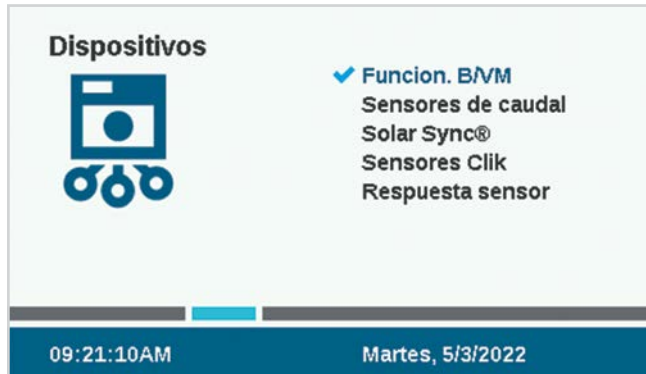 Dispositivos
Funcion. B/VM
Sensores de caudal
Solar Sync®
Sensores Clik
Respuesta sensor
09:21:10AM
Martes, 5/3/2022